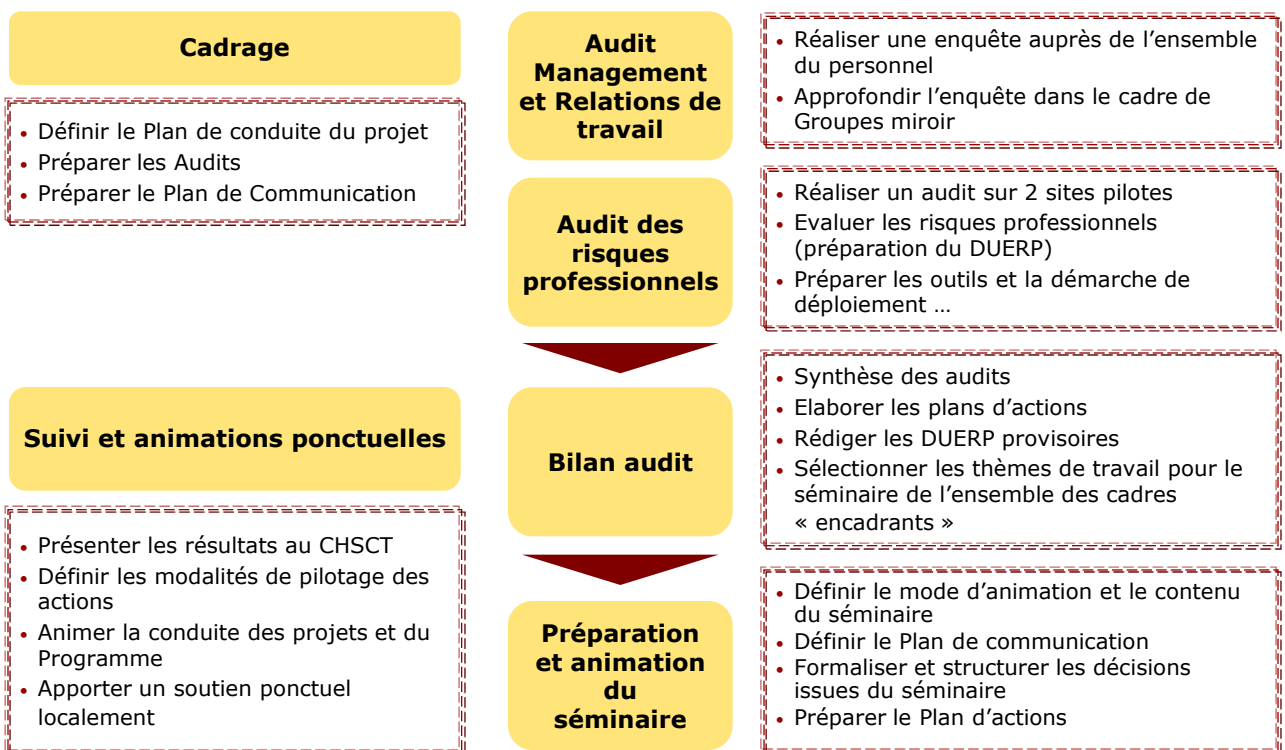 Cadrage
• Définir le Plan de conduite du projet
• Préparer les Audits
• Préparer le Plan de Communication
Audit
Management
et Relations de
travail
• Réaliser une enquête auprès de l’ensemble
du personnel
• Approfondir l’enquête dans le cadre de
Groupes miroir
Audit des
risques
professionnels
• Réaliser un audit sur 2 sites pilotes
• Evaluer les risques professionnels
(préparation du DUERP)
• Préparer les outils et la démarche de
déploiement …
Bilan audit
• Synthèse des audits
• Elaborer les plans d’actions
• Rédiger les DUERP provisoires
• Sélectionner les thèmes de travail pour le
séminaire de l’ensemble des cadres
« encadrants »
Préparation
et animation
du
séminaire
• Définir le mode d’animation et le contenu
du séminaire
• Définir le Plan de communication
• Formaliser et structurer les décisions
issues du séminaire
• Préparer le Plan d’actions
Suivi et animations ponctuelles
• Présenter les résultats au CHSCT
• Définir les modalités de pilotage des
actions
• Animer la conduite des projets et du
Programme
• Apporter un soutien ponctuel
localement